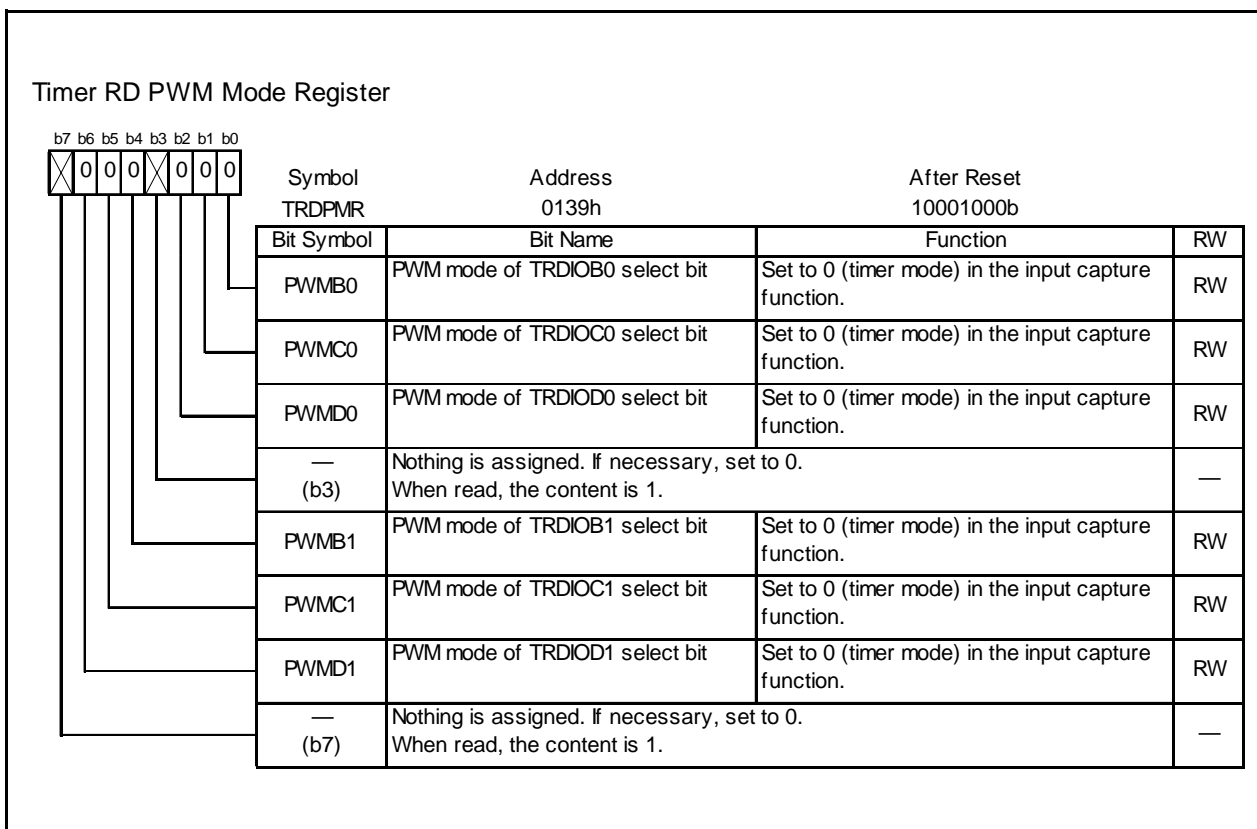 Timer RD PWM Mode Register
b7 b6 b5 b4 b3 b2 b1 b0
0 0 0 0 0 0
Symbol Address After Reset
TRDPMR 0139h 10001000b
Bit Symbol Bit Name Function RW
PWMB0 PWM mode of TRDIOB0 select bit Set to 0 (timer mode) in the input capture function. RW
PWMC0 PWM mode of TRDIOC0 select bit Set to 0 (timer mode) in the input capture function. RW
PWMD0 PWM mode of TRDIOD0 select bit Set to 0 (timer mode) in the input capture function. RW
— Nothing is assigned. If necessary, set to 0.
(b3) When read, the content is 1. —
PWMB1 PWM mode of TRDIOB1 select bit Set to 0 (timer mode) in the input capture function. RW
PWMC1 PWM mode of TRDIOC1 select bit Set to 0 (timer mode) in the input capture function. RW
PWMD1 PWM mode of TRDIOD1 select bit Set to 0 (timer mode) in the input capture function. RW
— Nothing is assigned. If necessary, set to 0.
(b7) When read, the content is 1. —